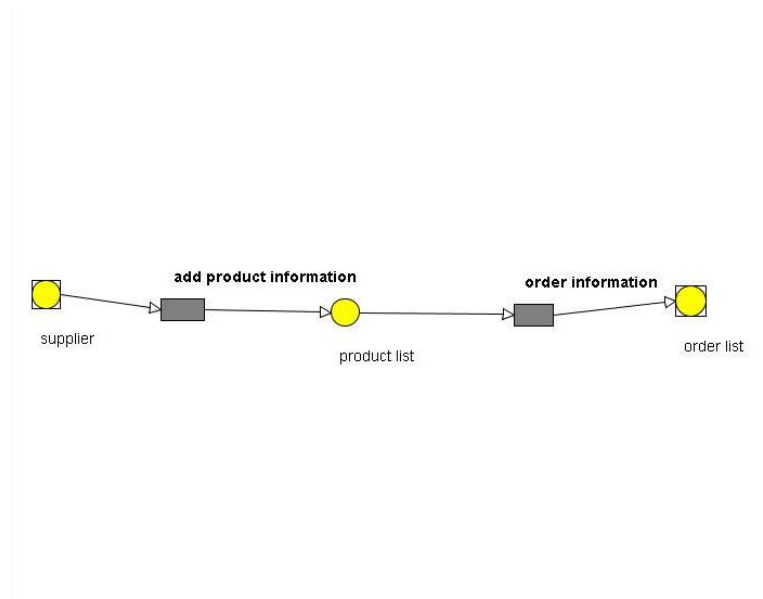 add product information
order information
supplier
product list
order list